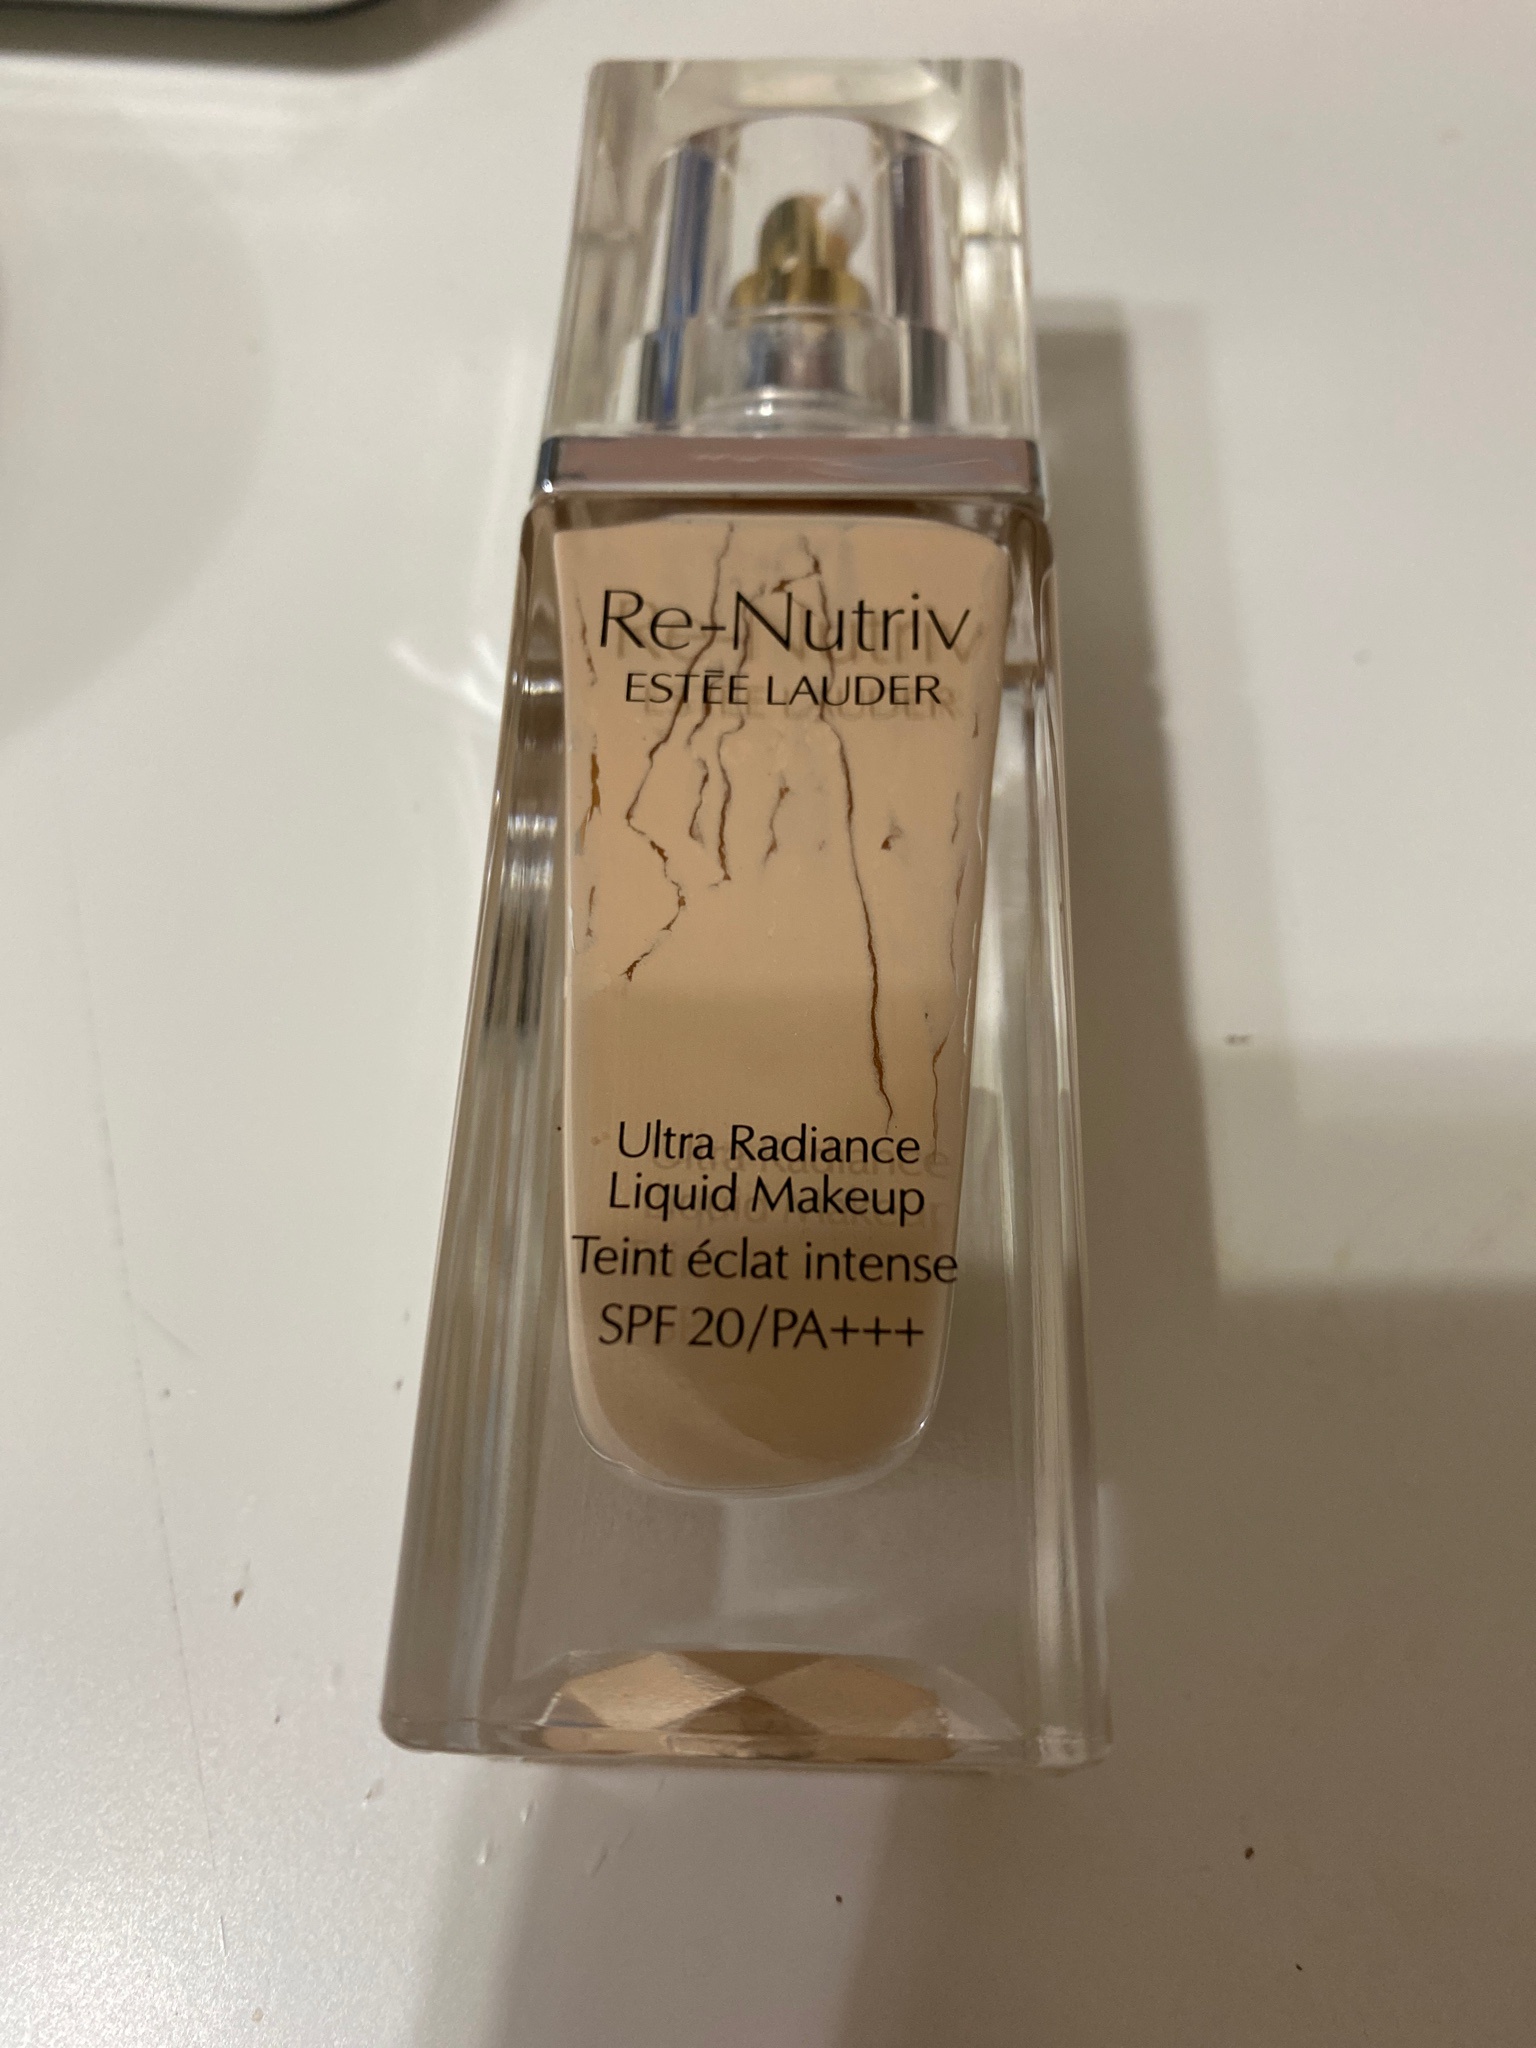 Re-Nutriv
ESTĒE LAUDER
Ultra Radiance
Liquid Makeup
Teint éclat intense
SPF 20/PA+++